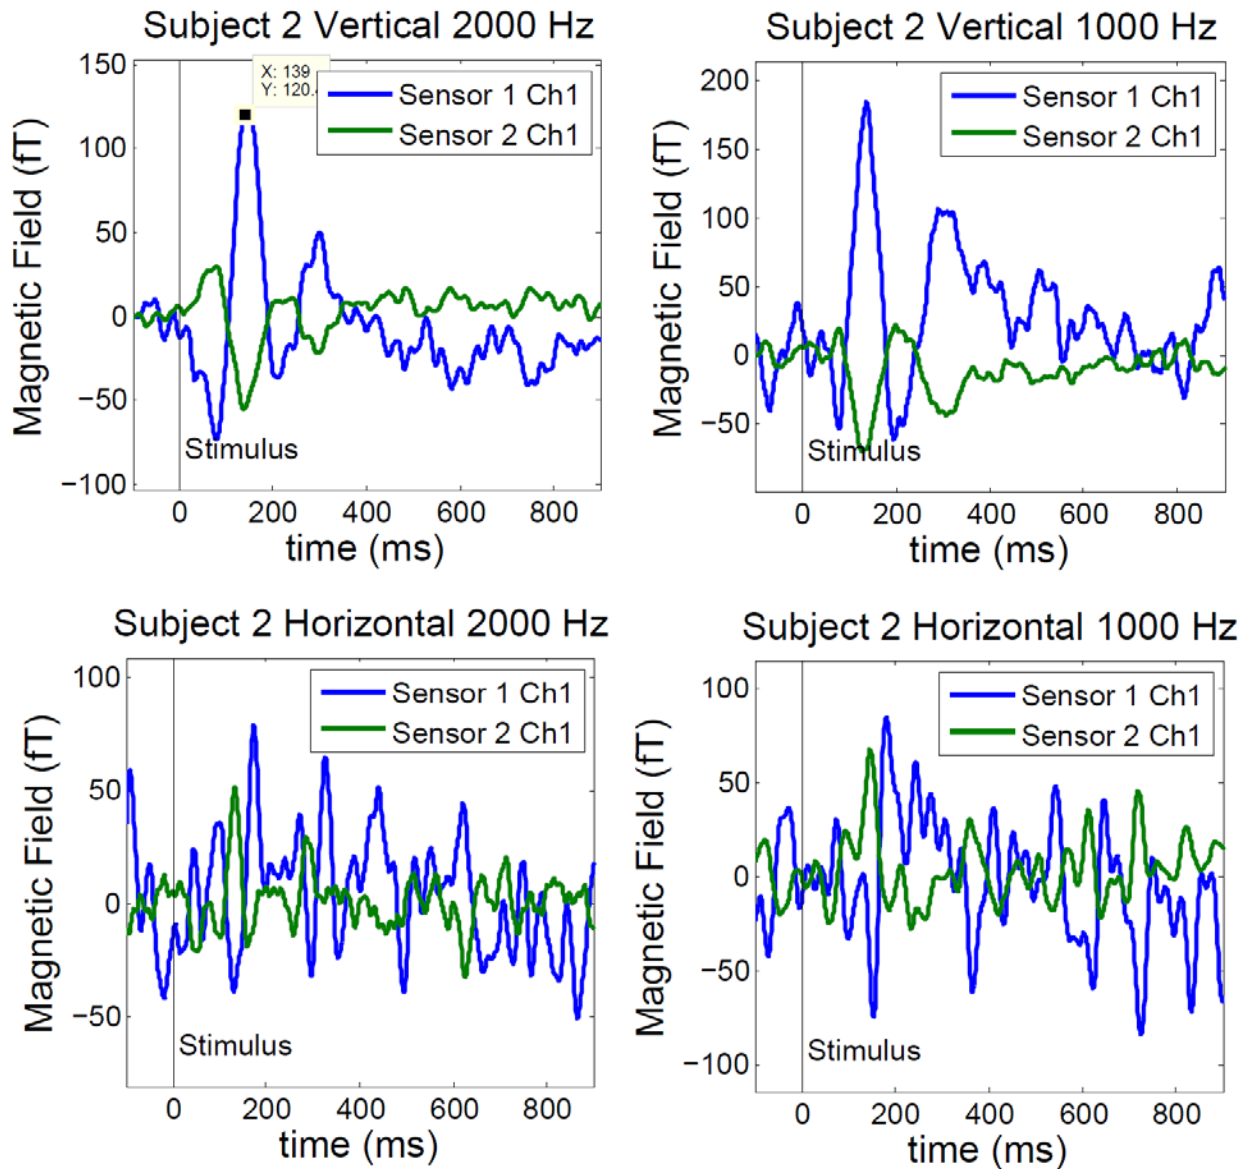 Subject 2 Vertical 2000 Hz
150
100
50
0
−50
−100
Magnetic Field (fT)
X: 139
Y: 120.
Sensor 1 Ch1
Sensor 2 Ch1
Stimulus
0 200 400 600 800
time (ms)
Subject 2 Vertical 1000 Hz
200
150
100
50
0
−50
Magnetic Field (fT)
Sensor 1 Ch1
Sensor 2 Ch1
Stimulus
0 200 400 600 800
time (ms)
Subject 2 Horizontal 2000 Hz
100
50
0
−50
Magnetic Field (fT)
Sensor 1 Ch1
Sensor 2 Ch1
Stimulus
0 200 400 600 800
time (ms)
Subject 2 Horizontal 1000 Hz
100
50
0
−50
−100
Magnetic Field (fT)
Sensor 1 Ch1
Sensor 2 Ch1
Stimulus
0 200 400 600 800
time (ms)